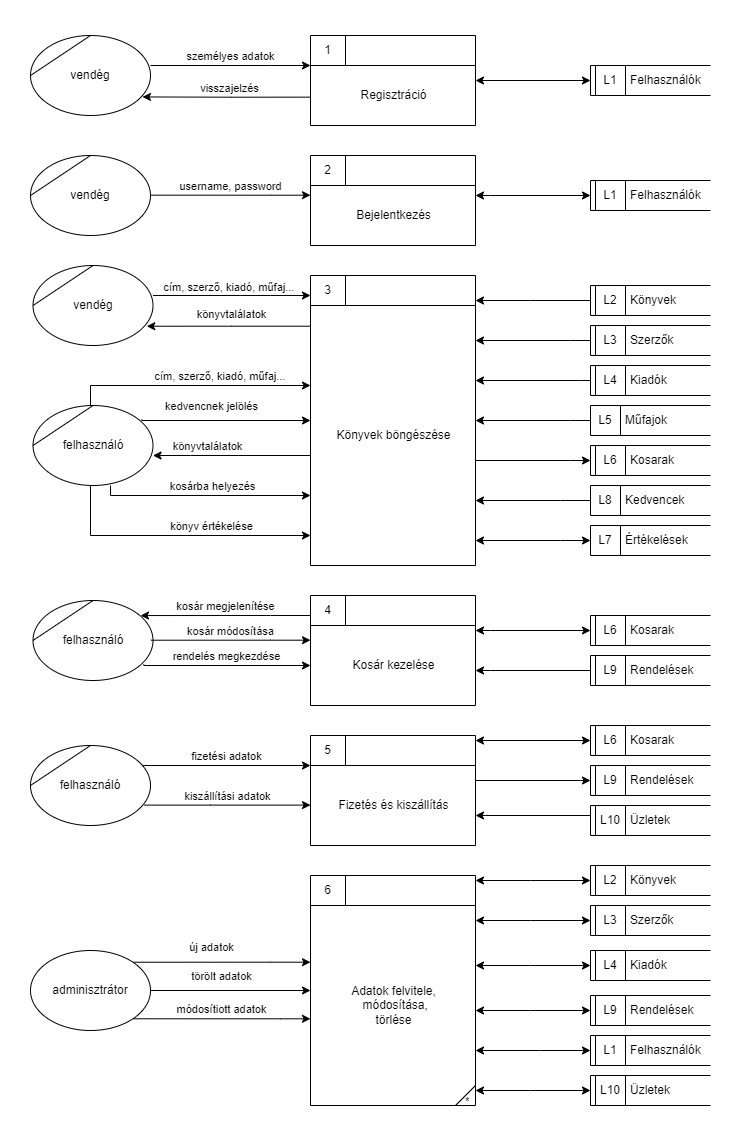 1
személyes adatok
vendég
visszajelzés
Regisztráció
L1 Felhasználók
2
username, password
vendég
Bejelentkezés
L1 Felhasználók
3
cím, szerző, kiadó, műfaj...
vendég
könyvtalálatok
cím, szerző, kiadó, műfaj...
kedvencnek jelölés
felhasználó
könyvtalálatok
kosárba helyezés
könyv értékelése
Könyvek böngészése
L2 Könyvek
L3 Szerzők
L4 Kiadók
L5 Műfajok
L6 Kosarak
L8 Kedvencek
L7 Értékelések
4
kosár megjelenítése
felhasználó
kosár módosítása
rendelés megkezdése
Kosár kezelése
L6 Kosarak
L9 Rendelések
5
fizetési adatok
felhasználó
kiszállítási adatok
Fizetés és kiszállítás
L6 Kosarak
L9 Rendelések
L10 Üzletek
6
új adatok
adminisztrátor
törölt adatok
módosítiott adatok
Adatok felvitele,
módosítása,
törlése
*
L2 Könyvek
L3 Szerzők
L4 Kiadók
L9 Rendelések
L1 Felhasználók
L10 Üzletek